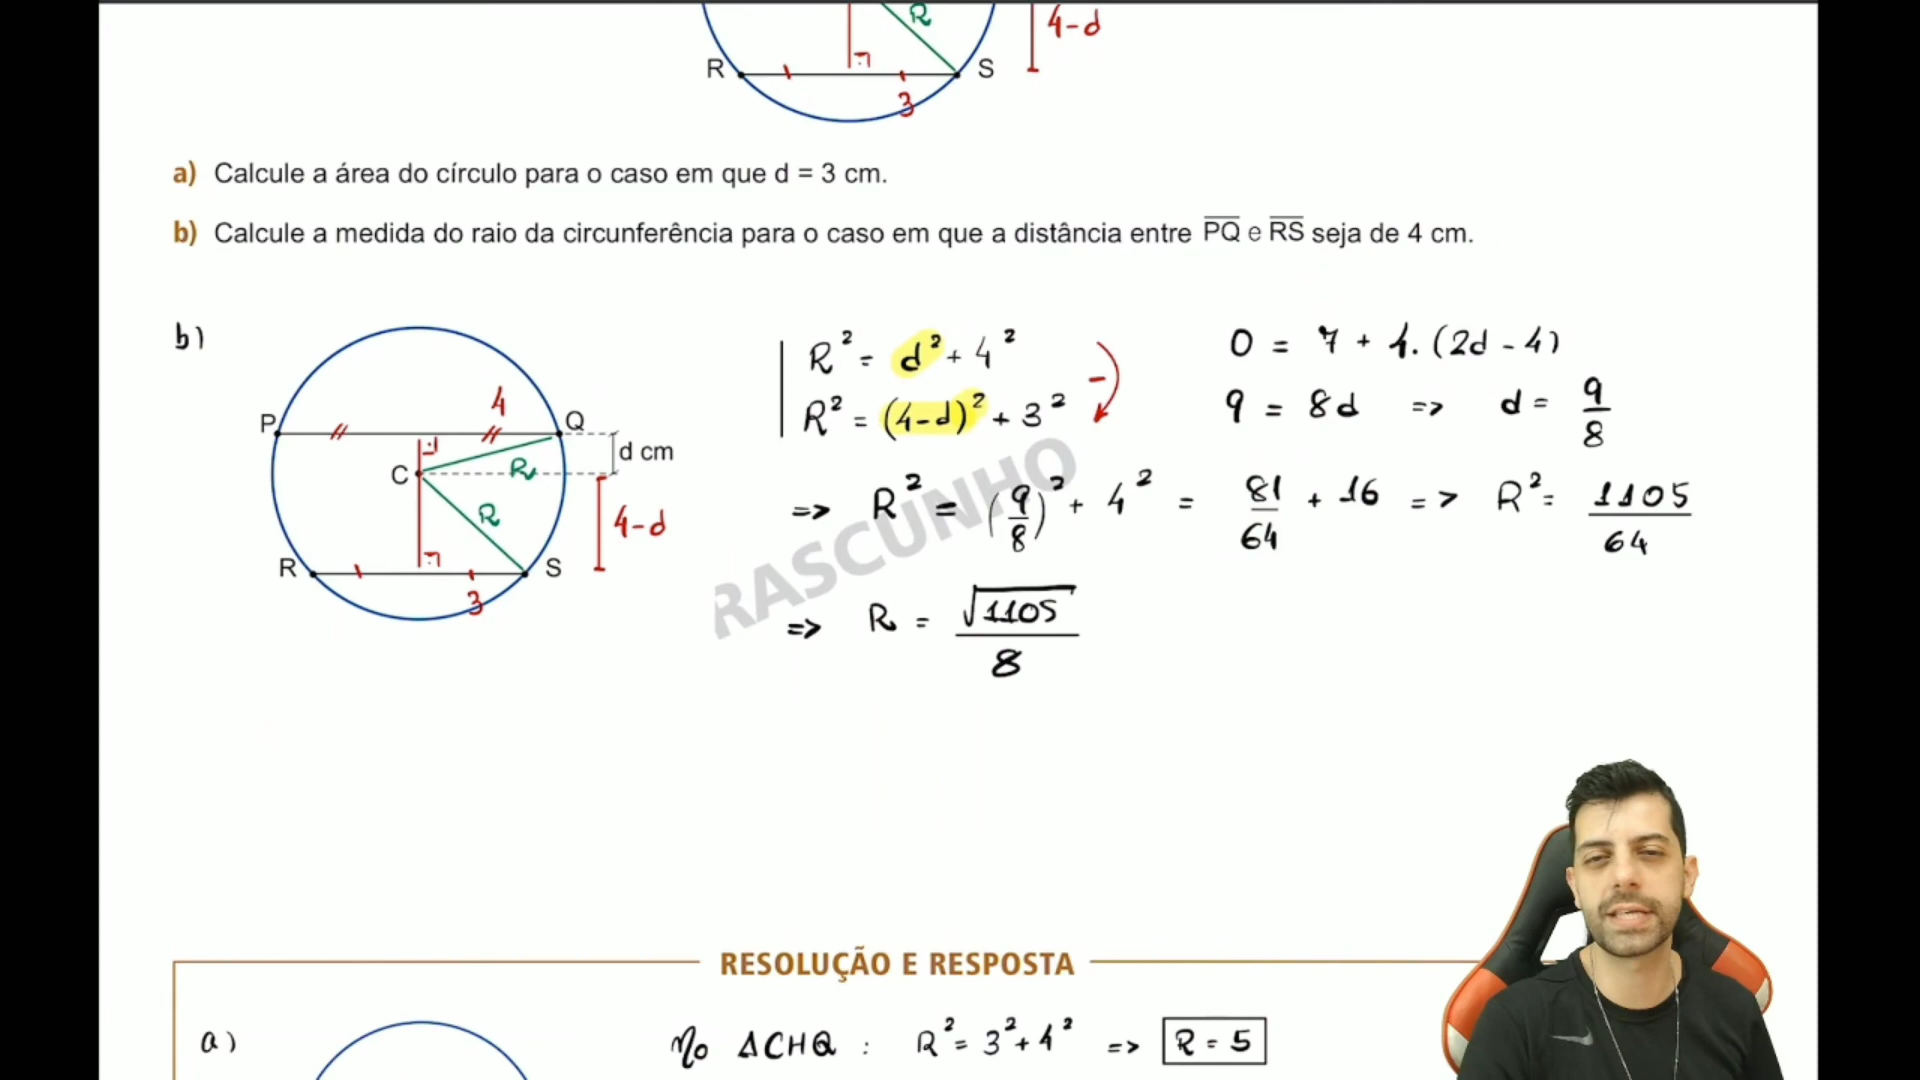 R
4-d
R
S
3
a) Calcule a área do círculo para o caso em que d = 3 cm.
b) Calcule a medida do raio da circunferência para o caso em que a distância entre PQ e RS seja de 4 cm.
b)
4
P
Q
d cm
C
R
R
4-d
R
S
3
R² = d² + 4²
R² = (4-d)² + 3²
-
0 = 7 + 4.(2d - 4)
9 = 8d => d = 9/8
=> R² = (9/8)² + 4² = 81/64 + 16 => R² = 1105/64
=> R = √1105/8
RASCUNHO
RESOLUÇÃO E RESPOSTA
a)
No ΔCHQ : R² = 3² + 4² => R = 5